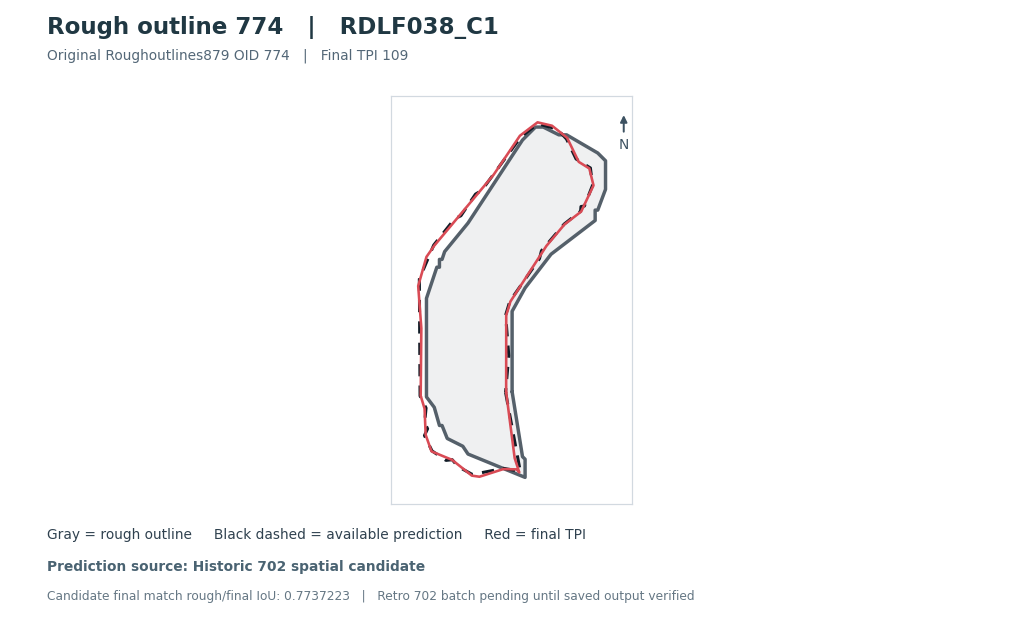 Rough outline 774   |   RDLF038_C1
Original Roughoutlines879 OID 774   |   Final TPI 109
N
Gray = rough outline     Black dashed = available prediction     Red = final TPI
Prediction source: Historic 702 spatial candidate
Candidate final match rough/final IoU: 0.7737223   |   Retro 702 batch pending until saved output verified